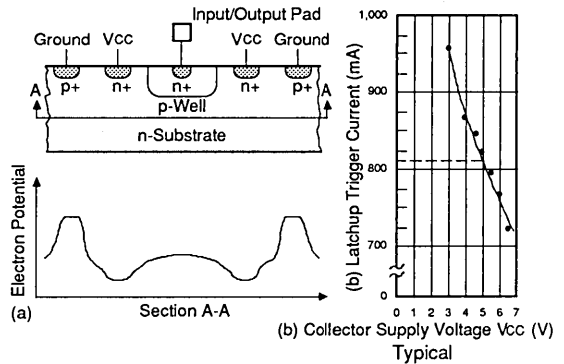 Input/Output Pad
Ground Vcc Vcc Ground
A p+ n+ n+ n+ p+ A
p-Well
n-Substrate
Electron Potential
(a) Section A-A
(b) Latchup Trigger Current (mA)
1,000
900
800
700
0
0 1 2 3 4 5 6 7
(b) Collector Supply Voltage Vcc (V)
Typical